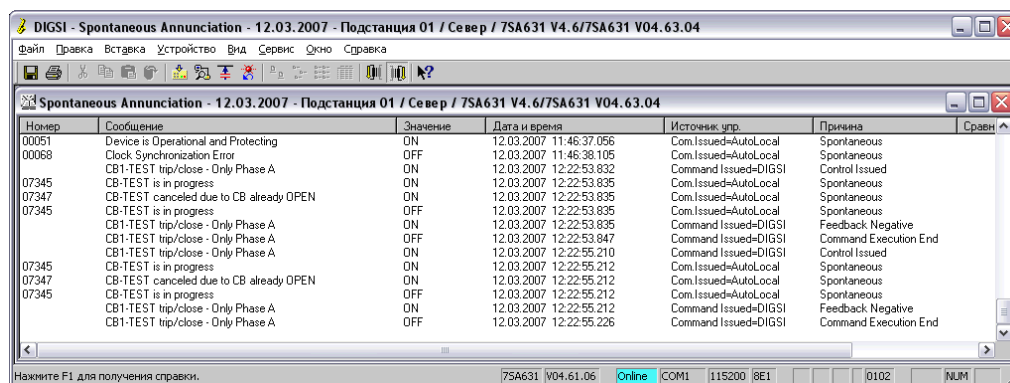 DIGSI - Spontaneous Annunciation - 12.03.2007 - Подстанция 01 / Север / 7SA631 V4.6/7SA631 V04.63.04
Файл Правка Вставка Устройство Вид Сервис Окно Справка
Spontaneous Annunciation - 12.03.2007 - Подстанция 01 / Север / 7SA631 V4.6/7SA631 V04.63.04
Номер Сообщение Значение Дата и время Источник упр. Причина Сравн
00051 Device is Operational and Protecting ON 12.03.2007 11:46:37.056 Com.Issued=AutoLocal Spontaneous
00068 Clock Synchronization Error OFF 12.03.2007 11:46:38.105 Com.Issued=AutoLocal Spontaneous
CB1-TEST trip/close - Only Phase A ON 12.03.2007 12:22:53.832 Command Issued=DIGSI Control Issued
07345 CB-TEST is in progress ON 12.03.2007 12:22:53.835 Com.Issued=AutoLocal Spontaneous
07347 CB-TEST canceled due to CB already OPEN ON 12.03.2007 12:22:53.835 Com.Issued=AutoLocal Spontaneous
07345 CB-TEST is in progress OFF 12.03.2007 12:22:53.835 Com.Issued=AutoLocal Spontaneous
CB1-TEST trip/close - Only Phase A ON 12.03.2007 12:22:53.835 Command Issued=DIGSI Feedback Negative
CB1-TEST trip/close - Only Phase A OFF 12.03.2007 12:22:53.847 Command Issued=DIGSI Command Execution End
CB1-TEST trip/close - Only Phase A ON 12.03.2007 12:22:55.210 Command Issued=DIGSI Control Issued
07345 CB-TEST is in progress ON 12.03.2007 12:22:55.212 Com.Issued=AutoLocal Spontaneous
07347 CB-TEST canceled due to CB already OPEN ON 12.03.2007 12:22:55.212 Com.Issued=AutoLocal Spontaneous
07345 CB-TEST is in progress OFF 12.03.2007 12:22:55.212 Com.Issued=AutoLocal Spontaneous
CB1-TEST trip/close - Only Phase A ON 12.03.2007 12:22:55.212 Command Issued=DIGSI Feedback Negative
CB1-TEST trip/close - Only Phase A OFF 12.03.2007 12:22:55.226 Command Issued=DIGSI Command Execution End
Нажмите F1 для получения справки. 7SA631 V04.61.06 Online COM1 115200 8E1 0102 NUM